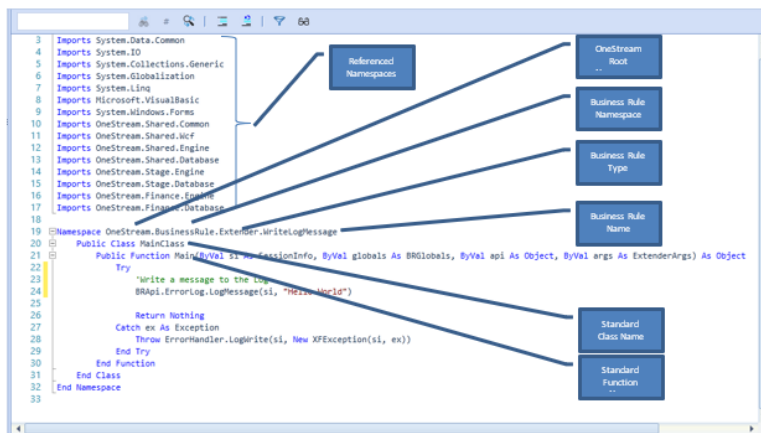 3 Imports System.Data.Common
4 Imports System.IO
5 Imports System.Collections.Generic
6 Imports System.Globalization
7 Imports System.Linq
8 Imports Microsoft.VisualBasic
9 Imports System.Windows.Forms
10 Imports OneStream.Shared.Common
11 Imports OneStream.Shared.Wcf
12 Imports OneStream.Shared.Engine
13 Imports OneStream.Shared.Database
14 Imports OneStream.Stage.Engine
15 Imports OneStream.Stage.Database
16 Imports OneStream.Finance.Engine
17 Imports OneStream.Finance.Database
18
19 Namespace OneStream.BusinessRule.Extender.WriteLogMessage
20 Public Class MainClass
21 Public Function Main(ByVal si As SessionInfo, ByVal globals As BRGlobals, ByVal api As Object, ByVal args As ExtenderArgs) As Object
22 Try
23 'Write a message to the Log
24 BRApi.ErrorLog.LogMessage(si, "Hello World")
25
26 Return Nothing
27 Catch ex As Exception
28 Throw ErrorHandler.LogWrite(si, New XFException(si, ex))
29 End Try
30 End Function
31 End Class
32 End Namespace
33
Referenced
Namespaces
OneStream
Root
Business Rule
Namespace
Business Rule
Type
Business Rule
Name
Standard
Class Name
Standard
Function